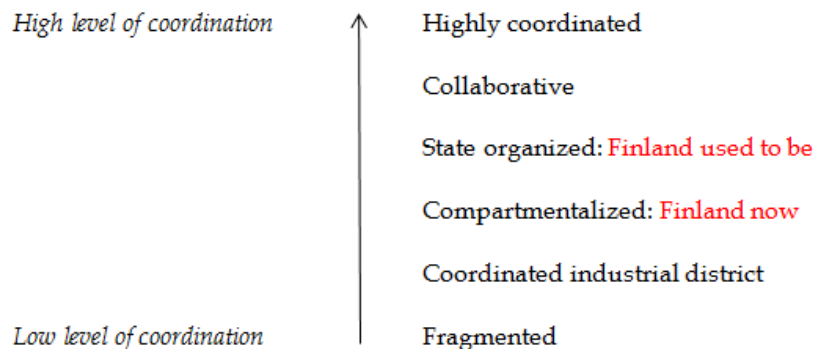 High level of coordination Highly coordinated
Collaborative
State organized: Finland used to be
Compartmentalized: Finland now
Coordinated industrial district
Low level of coordination Fragmented